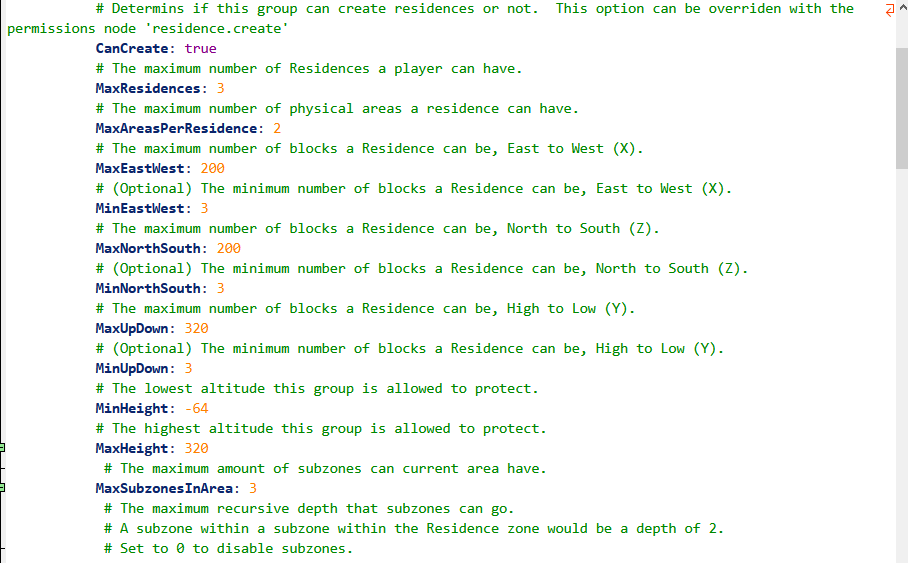 # Determins if this group can create residences or not.  This option can be overriden with the
permissions node 'residence.create'
CanCreate: true
# The maximum number of Residences a player can have.
MaxResidences: 3
# The maximum number of physical areas a residence can have.
MaxAreasPerResidence: 2
# The maximum number of blocks a Residence can be, East to West (X).
MaxEastWest: 200
# (Optional) The minimum number of blocks a Residence can be, East to West (X).
MinEastWest: 3
# The maximum number of blocks a Residence can be, North to South (Z).
MaxNorthSouth: 200
# (Optional) The minimum number of blocks a Residence can be, North to South (Z).
MinNorthSouth: 3
# The maximum number of blocks a Residence can be, High to Low (Y).
MaxUpDown: 320
# (Optional) The minimum number of blocks a Residence can be, High to Low (Y).
MinUpDown: 3
# The lowest altitude this group is allowed to protect.
MinHeight: -64
# The highest altitude this group is allowed to protect.
MaxHeight: 320
# The maximum amount of subzones can current area have.
MaxSubzonesInArea: 3
# The maximum recursive depth that subzones can go.
# A subzone within a subzone within the Residence zone would be a depth of 2.
# Set to 0 to disable subzones.